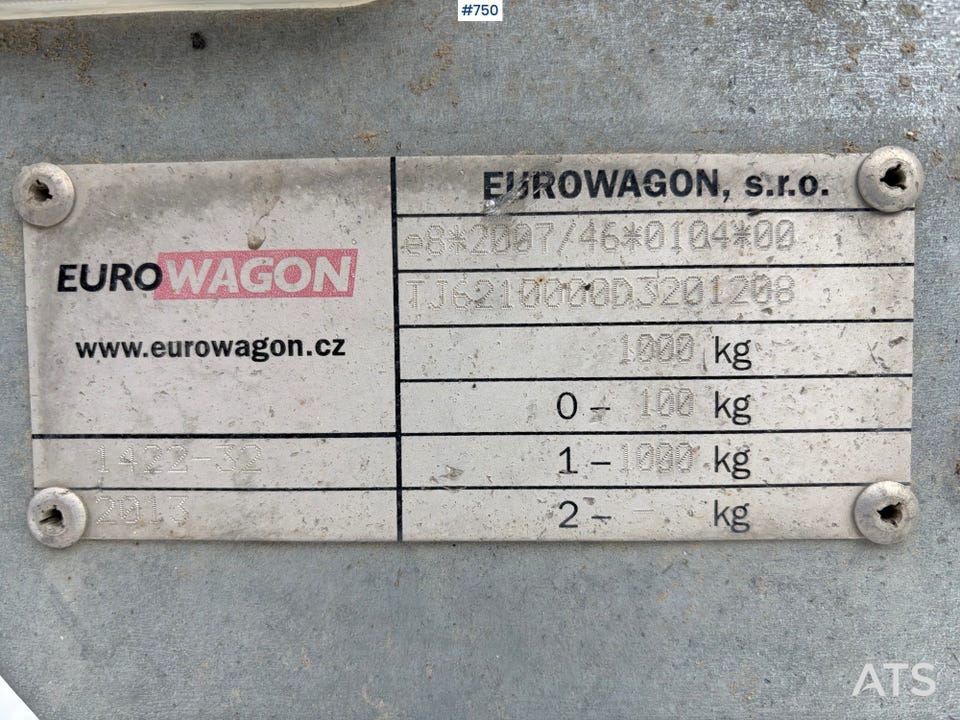 #750
EUROWAGON, s.r.o.
e8*2007/46*0104*00
TJ6210000D3201208
1000 kg
0 - 100 kg
1 - 1000 kg
2 - - kg
EUROWAGON
www.eurowagon.cz
1422-32
2013
ATS